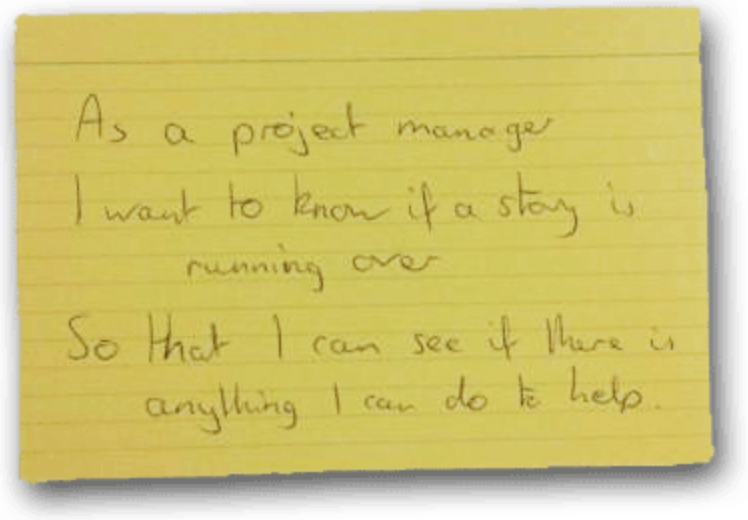 As a project manager
I want to know if a story is
running over
So that I can see if there is
anything I can do to help.